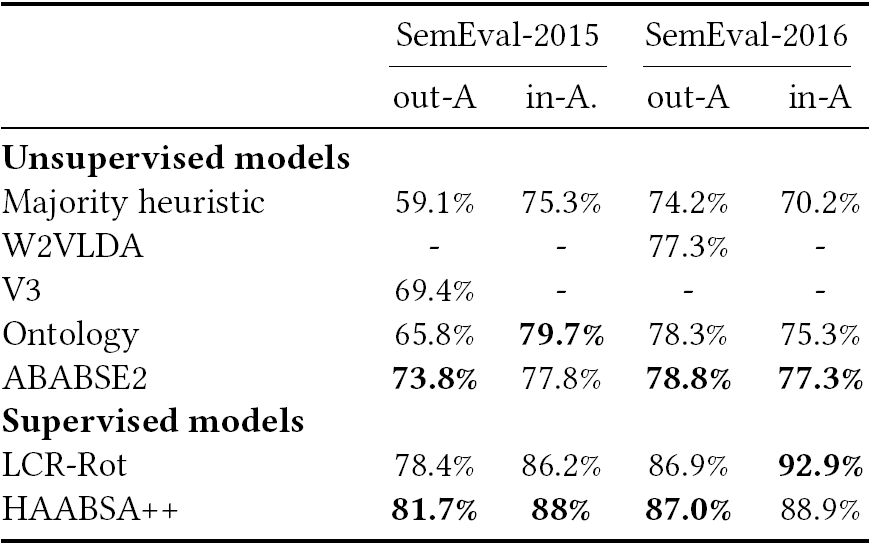 SemEval-2015 SemEval-2016
out-A in-A. out-A in-A
Unsupervised models
Majority heuristic 59.1% 75.3% 74.2% 70.2%
W2VLDA - - 77.3% -
V3 69.4% - - -
Ontology 65.8% 79.7% 78.3% 75.3%
ABABSE2 73.8% 77.8% 78.8% 77.3%
Supervised models
LCR-Rot 78.4% 86.2% 86.9% 92.9%
HAABSA++ 81.7% 88% 87.0% 88.9%